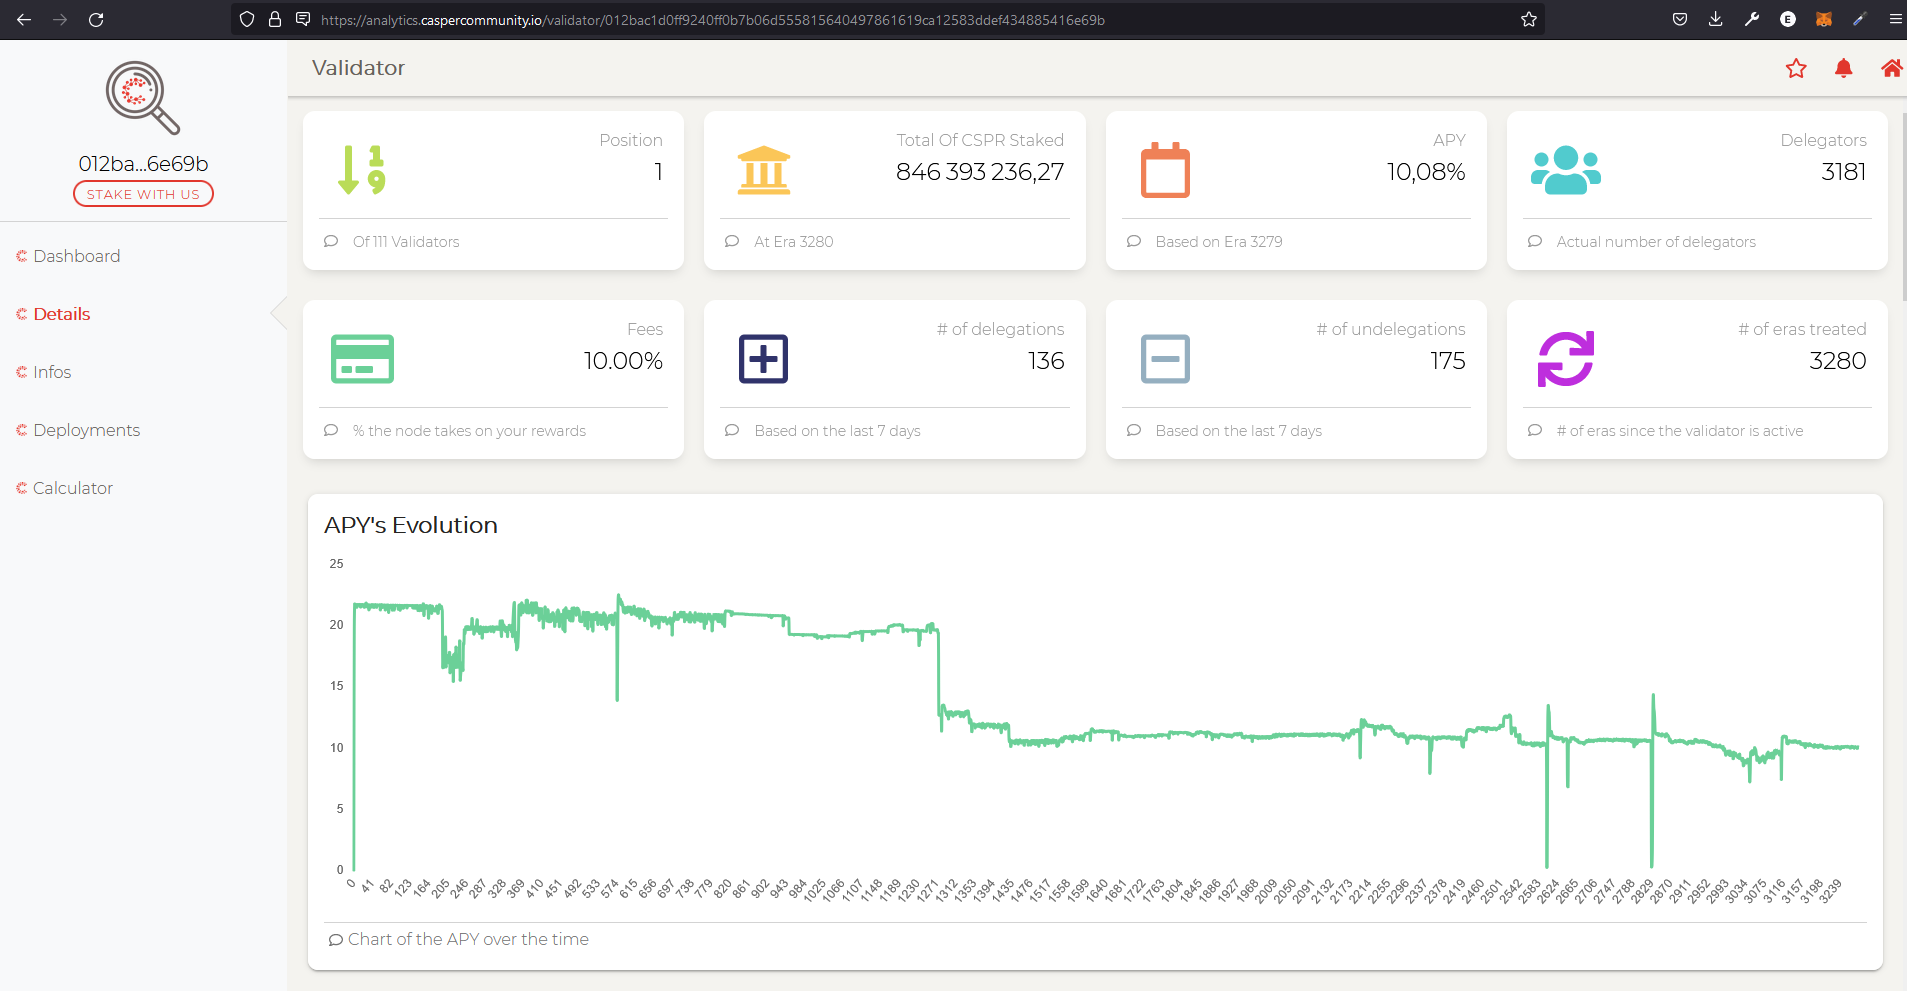 https://analytics.caspercommunity.io/validator/012bac1d0ff9240ff0b7b06d555815640497861619ca12583ddef434885416e69b
E
012ba...6e69b
STAKE WITH US
Dashboard
Details
Infos
Deployments
Calculator
Validator
Position
1
Of 111 Validators
Total Of CSPR Staked
846 393 236,27
At Era 3280
APY
10,08%
Based on Era 3279
Delegators
3181
Actual number of delegators
Fees
10.00%
% the node takes on your rewards
# of delegations
136
Based on the last 7 days
# of undelegations
175
Based on the last 7 days
# of eras treated
3280
# of eras since the validator is active
APY's Evolution
25
20
15
10
5
0
0 41 82 123 164 205 246 287 328 369 410 451 492 533 574 615 656 697 738 779 820 861 902 943 984 1025 1066 1107 1148 1189 1230 1271 1312 1353 1394 1435 1476 1517 1558 1599 1640 1681 1722 1763 1804 1845 1886 1927 1968 2009 2050 2091 2132 2173 2214 2255 2296 2337 2378 2419 2460 2501 2542 2583 2624 2665 2706 2747 2788 2829 2870 2911 2952 2993 3034 3075 3116 3157 3198 3239
Chart of the APY over the time